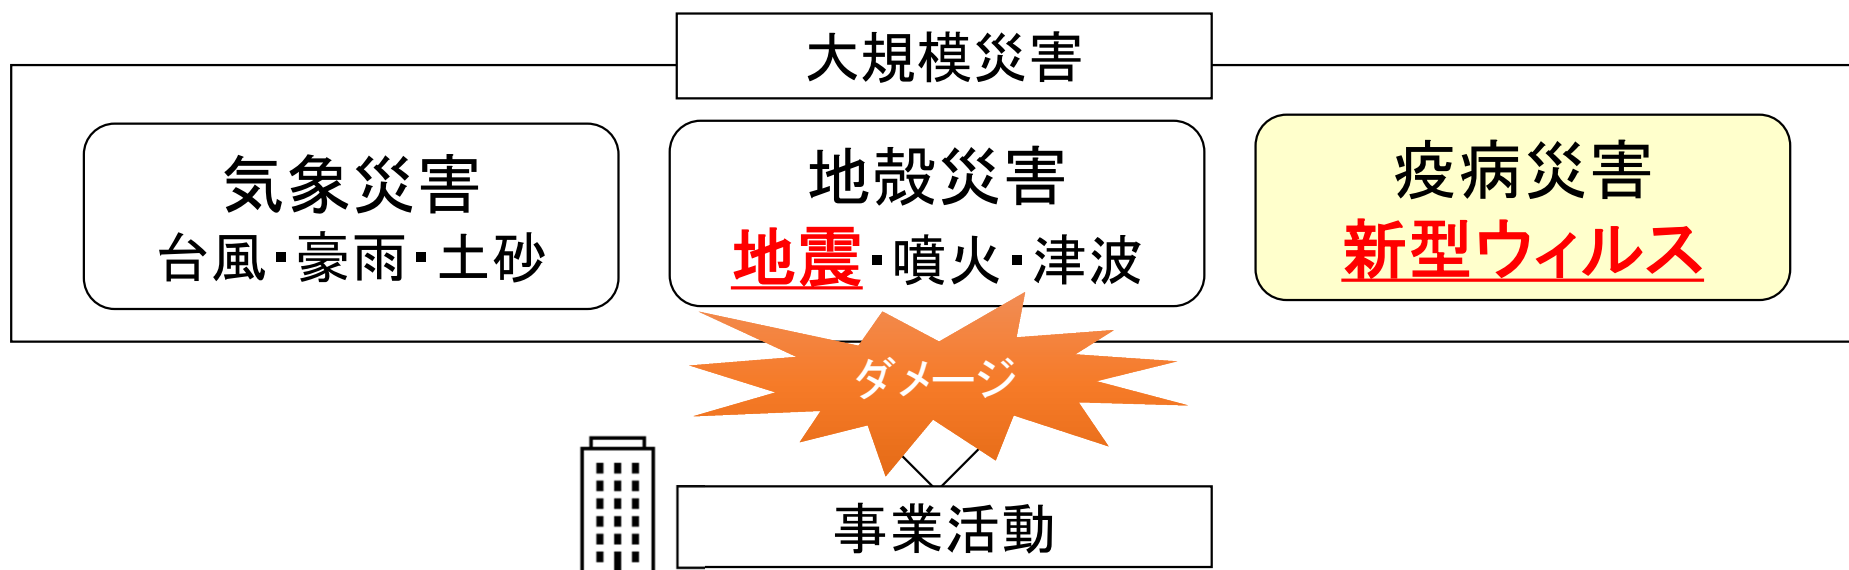 大規模災害
気象災害
台風・豪雨・土砂
地殻災害
地震・噴火・津波
疫病災害
新型ウィルス
ダメージ
事業活動